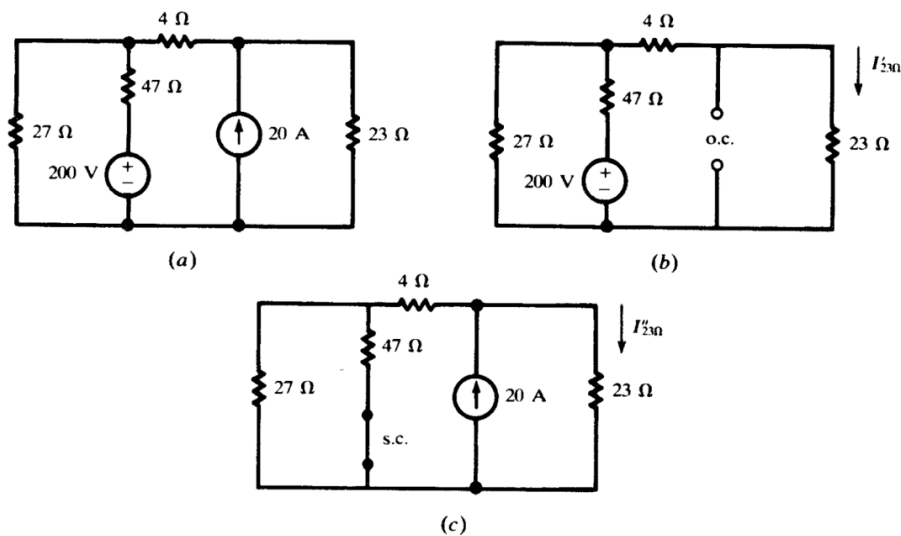 4 Ω
47 Ω
27 Ω
200 V
+
−
20 A
23 Ω
(a)
4 Ω
I′23Ω
47 Ω
27 Ω
200 V
+
−
o.c.
23 Ω
(b)
4 Ω
I″23Ω
47 Ω
27 Ω
20 A
23 Ω
s.c.
(c)